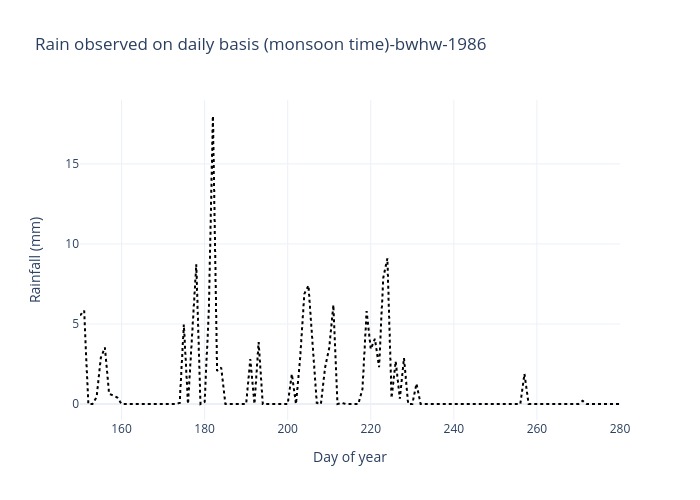 Rain observed on daily basis (monsoon time)-bwhw-1986
Rainfall (mm)
15
10
5
0
160 180 200 220 240 260 280
Day of year